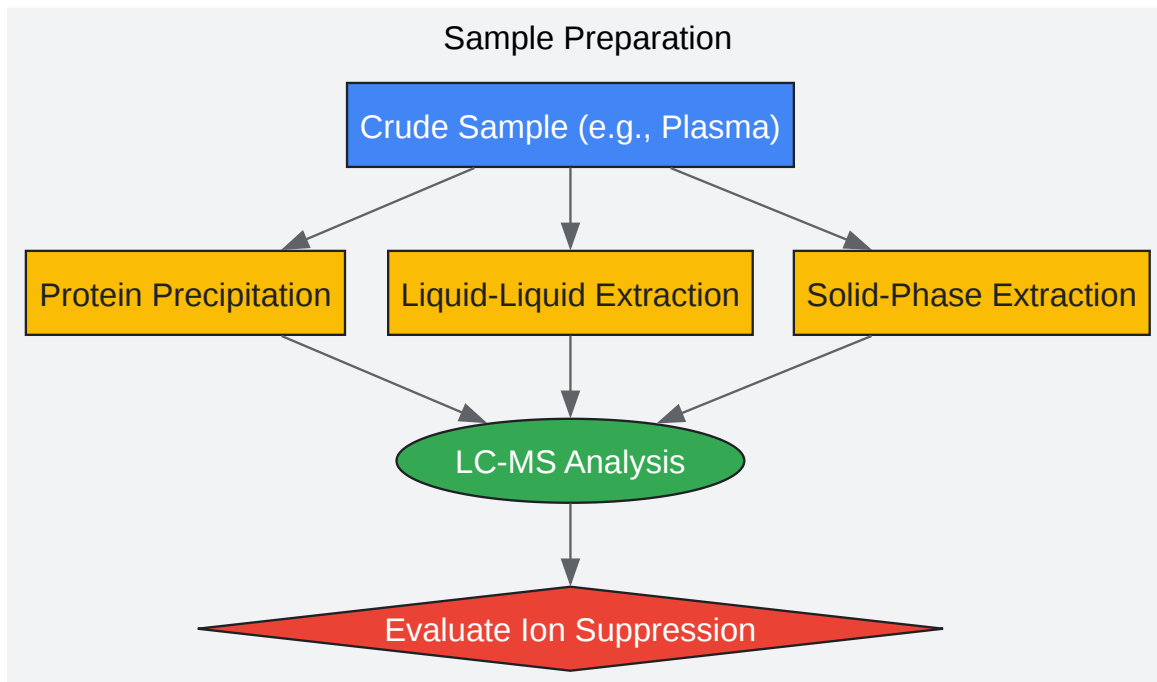 Sample Preparation
Crude Sample (e.g., Plasma)
Protein Precipitation
Liquid-Liquid Extraction
Solid-Phase Extraction
LC-MS Analysis
Evaluate Ion Suppression